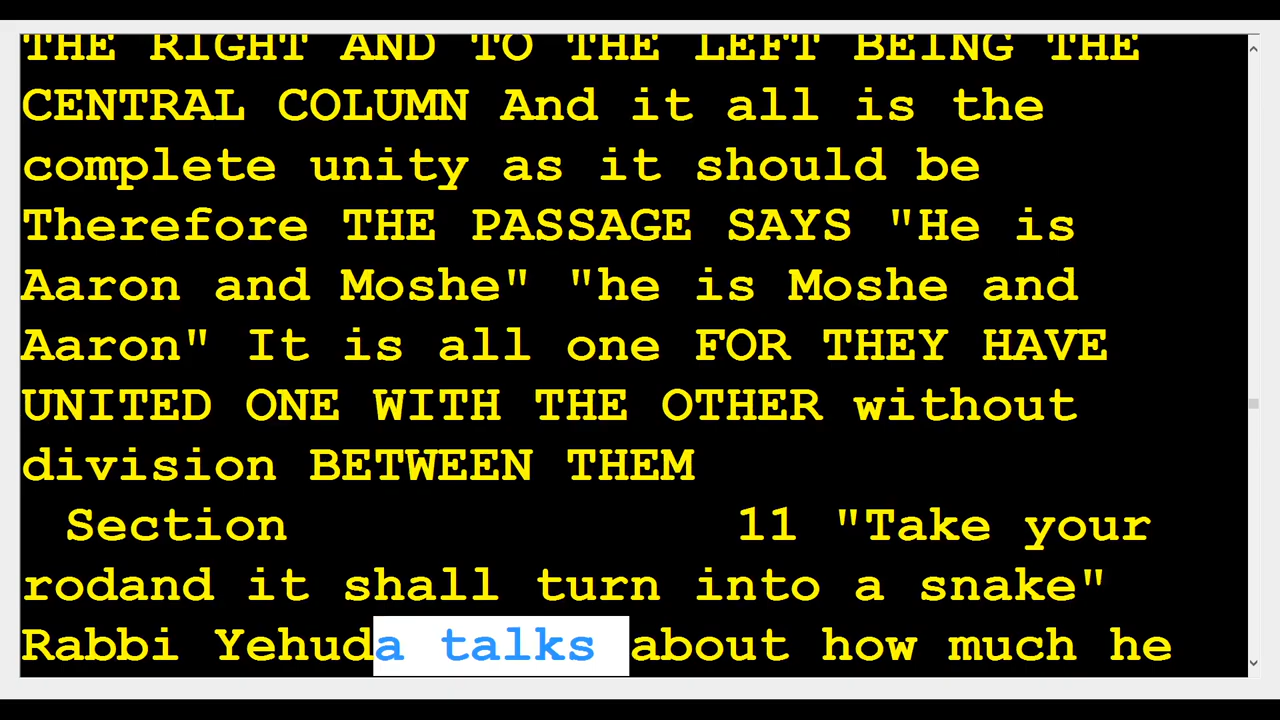 THE RIGHT AND TO THE LEFT BEING THE
CENTRAL COLUMN And it all is the
complete unity as it should be
Therefore THE PASSAGE SAYS "He is
Aaron and Moshe" "he is Moshe and
Aaron" It is all one FOR THEY HAVE
UNITED ONE WITH THE OTHER without
division BETWEEN THEM
Section 11 "Take your
rodand it shall turn into a snake"
Rabbi Yehuda talks about how much he